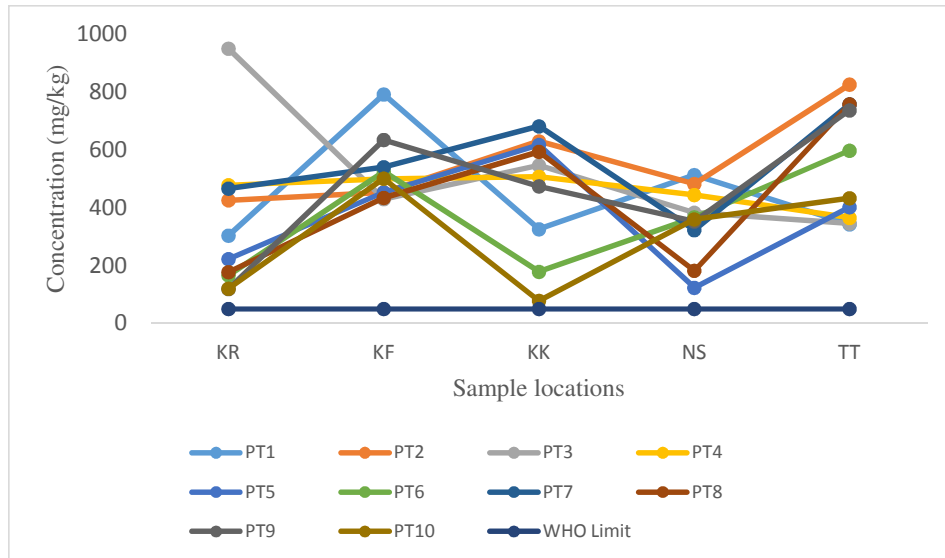 Concentration (mg/kg)
1000
800
600
400
200
0
KR KF KK NS TT
Sample locations
PT1 PT2 PT3 PT4
PT5 PT6 PT7 PT8
PT9 PT10 WHO Limit